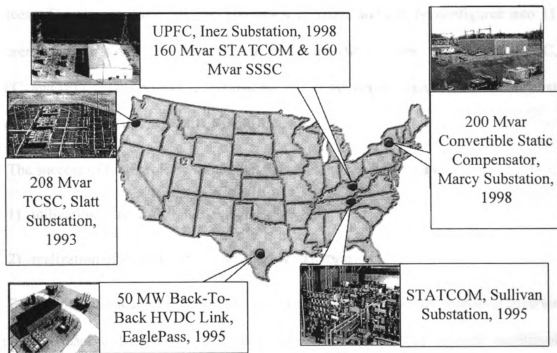 UPFC, Inez Substation, 1998
160 Mvar STATCOM & 160
Mvar SSSC
200 Mvar
Convertible Static
Compensator,
Marcy Substation,
1998
208 Mvar
TCSC, Slatt
Substation,
1993
50 MW Back-To-
Back HVDC Link,
EaglePass, 1995
STATCOM, Sullivan
Substation, 1995